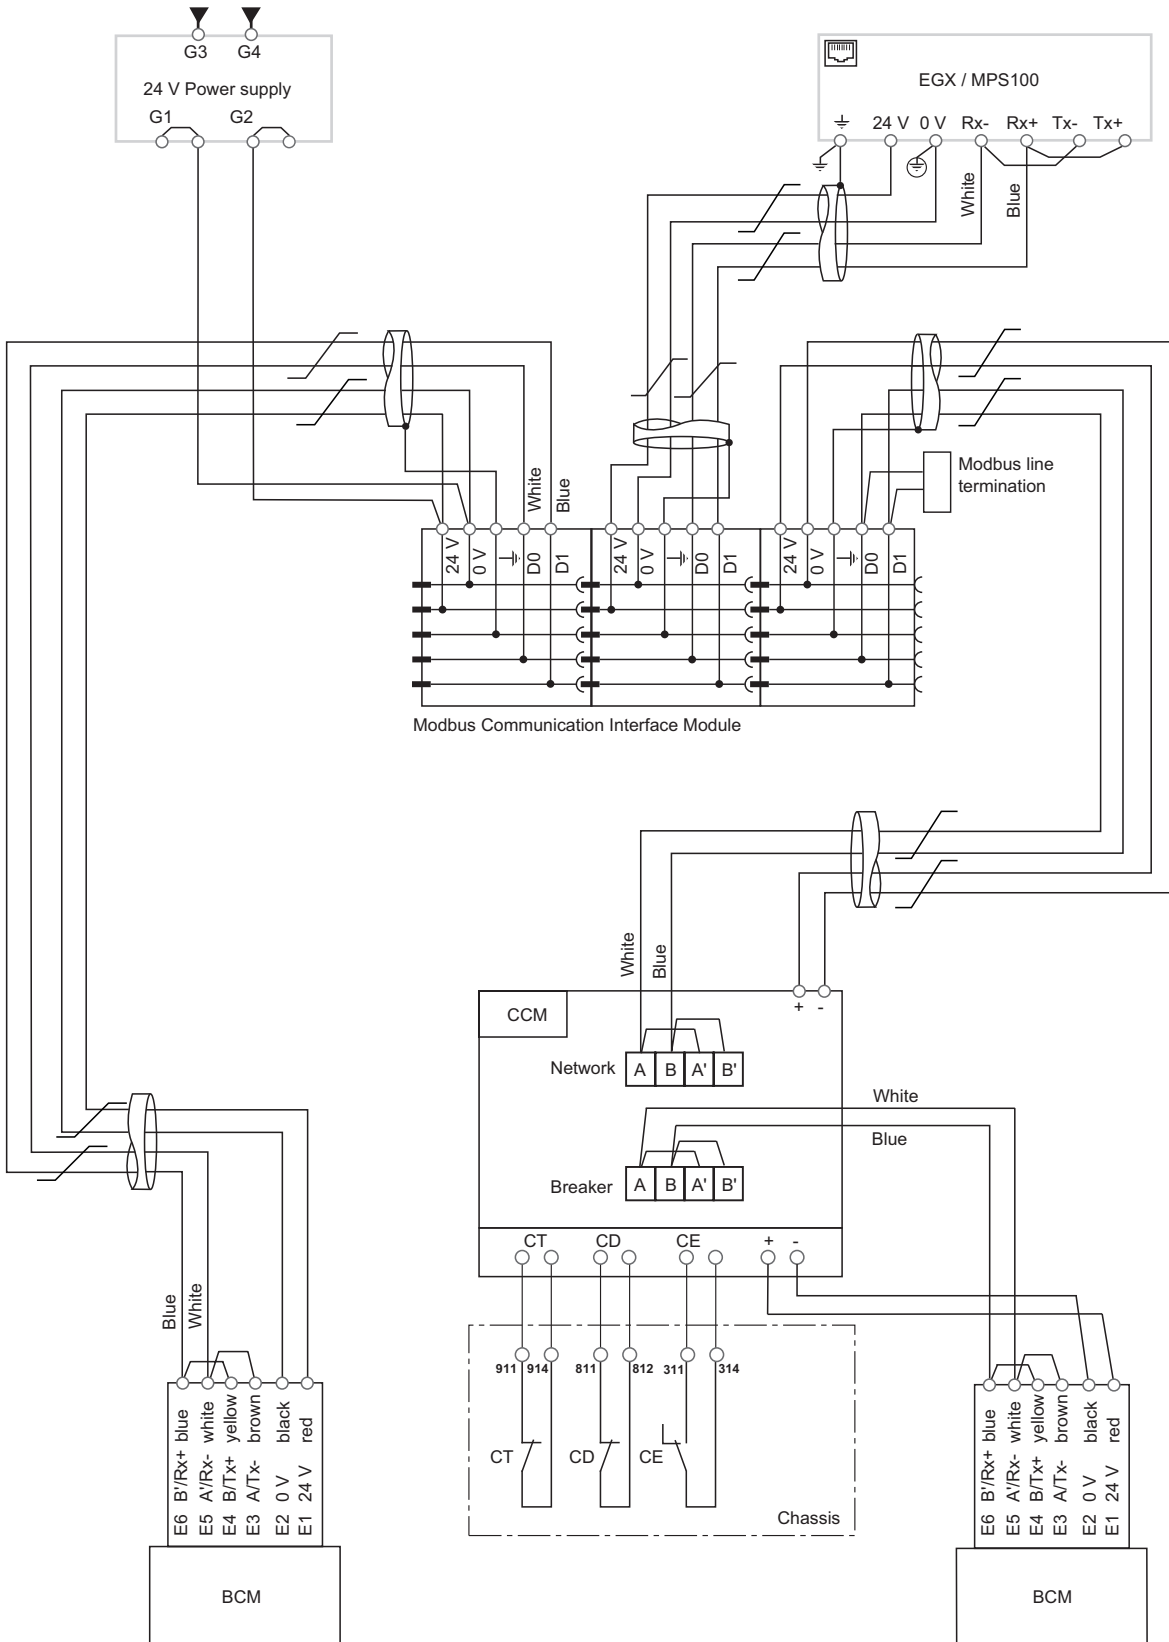 G3 G4
24 V Power supply
G1 G2
EGX / MPS100
24 V 0 V Rx- Rx+ Tx- Tx+
White
Blue
White
Blue
Modbus line
termination
24 V
0 V
D0
D1
24 V
0 V
D0
D1
24 V
0 V
D0
D1
Modbus Communication Interface Module
White
Blue
CCM
+ -
Network A B A' B'
White
Blue
Breaker A B A' B'
CT CD CE + -
911 914 811 812 311 314
CT CD CE
Chassis
Blue
White
E6 B'/Rx+ blue
E5 A'/Rx- white
E4 B/Tx+ yellow
E3 A/Tx- brown
E2 0 V black
E1 24 V red
BCM
E6 B'/Rx+ blue
E5 A'/Rx- white
E4 B/Tx+ yellow
E3 A/Tx- brown
E2 0 V black
E1 24 V red
BCM